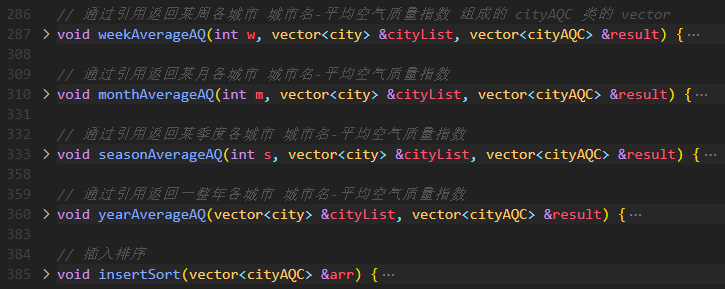 286 // 通过引用返回某周各城市 城市名-平均空气质量指数 组成的 cityAQC 类的 vector
287 > void weekAverageAQ(int w, vector<city> &cityList, vector<cityAQC> &result) {…
308
309 // 通过引用返回某月各城市 城市名-平均空气质量指数
310 > void monthAverageAQ(int m, vector<city> &cityList, vector<cityAQC> &result) {…
331
332 // 通过引用返回某季度各城市 城市名-平均空气质量指数
333 > void seasonAverageAQ(int s, vector<city> &cityList, vector<cityAQC> &result) {…
358
359 // 通过引用返回一整年各城市 城市名-平均空气质量指数
360 > void yearAverageAQ(vector<city> &cityList, vector<cityAQC> &result) {…
383
384 // 插入排序
385 > void insertSort(vector<cityAQC> &arr) {…